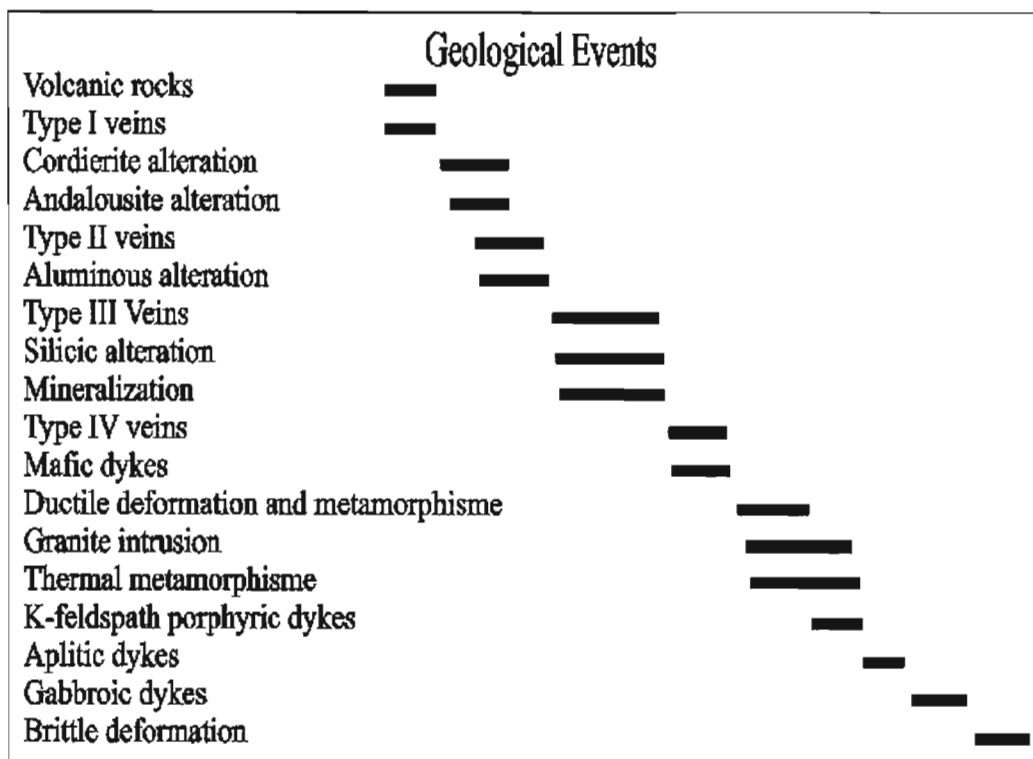 Geological Events
Volcanic rocks
Type I veins
Cordierite alteration
Andalousite alteration
Type II veins
Aluminous alteration
Type III Veins
Silicic alteration
Mineralization
Type IV veins
Mafic dykes
Ductile deformation and metamorphisme
Granite intrusion
Thermal metamorphisme
K-feldspath porphyric dykes
Aplitic dykes
Gabbroic dykes
Brittle deformation